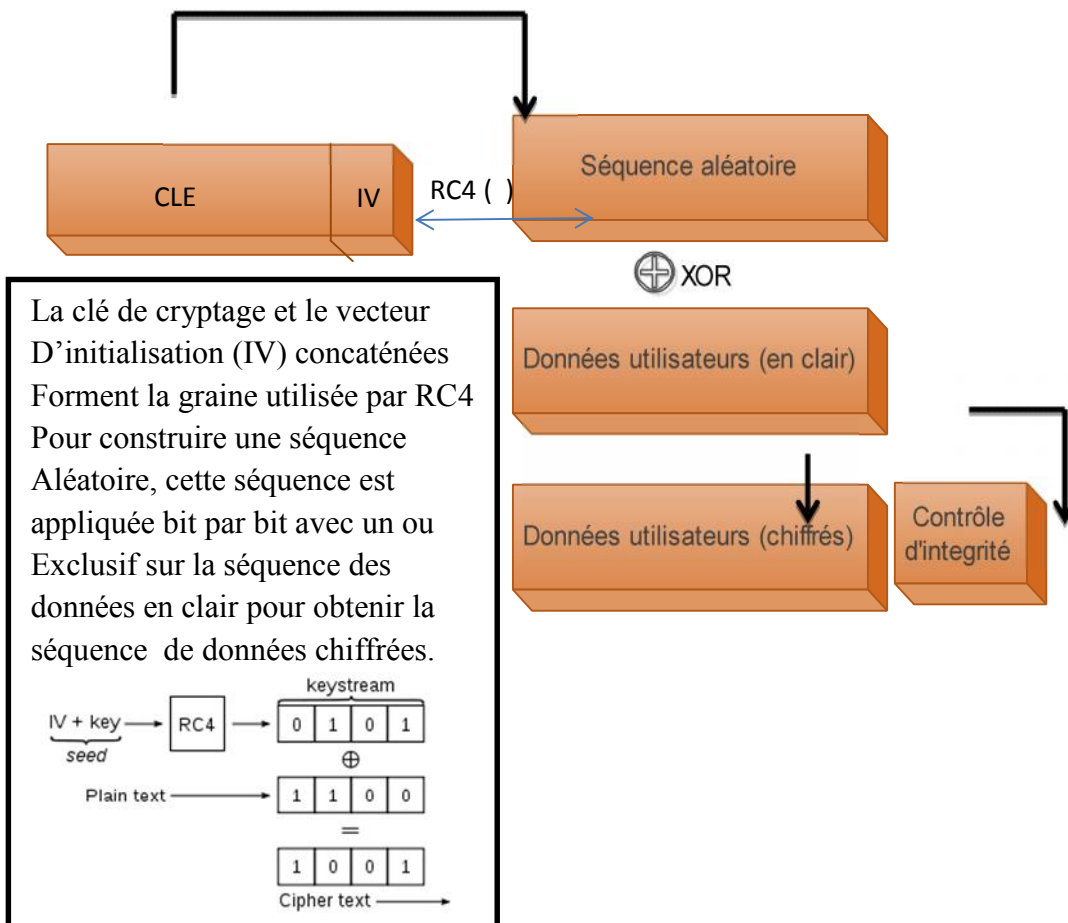 Séquence aléatoire
CLE
IV
RC4 ( )
XOR
Données utilisateurs (en clair)
Données utilisateurs (chiffrés)
Contrôle
d'integrité
La clé de cryptage et le vecteur
D’initialisation (IV) concaténées
Forment la graine utilisée par RC4
Pour construire une séquence
Aléatoire, cette séquence est
appliquée bit par bit avec un ou
Exclusif sur la séquence des
données en clair pour obtenir la
séquence de données chiffrées.
keystream
IV + key
RC4
0 1 0 1
seed
⊕
Plain text
1 1 0 0
=
1 0 0 1
Cipher text